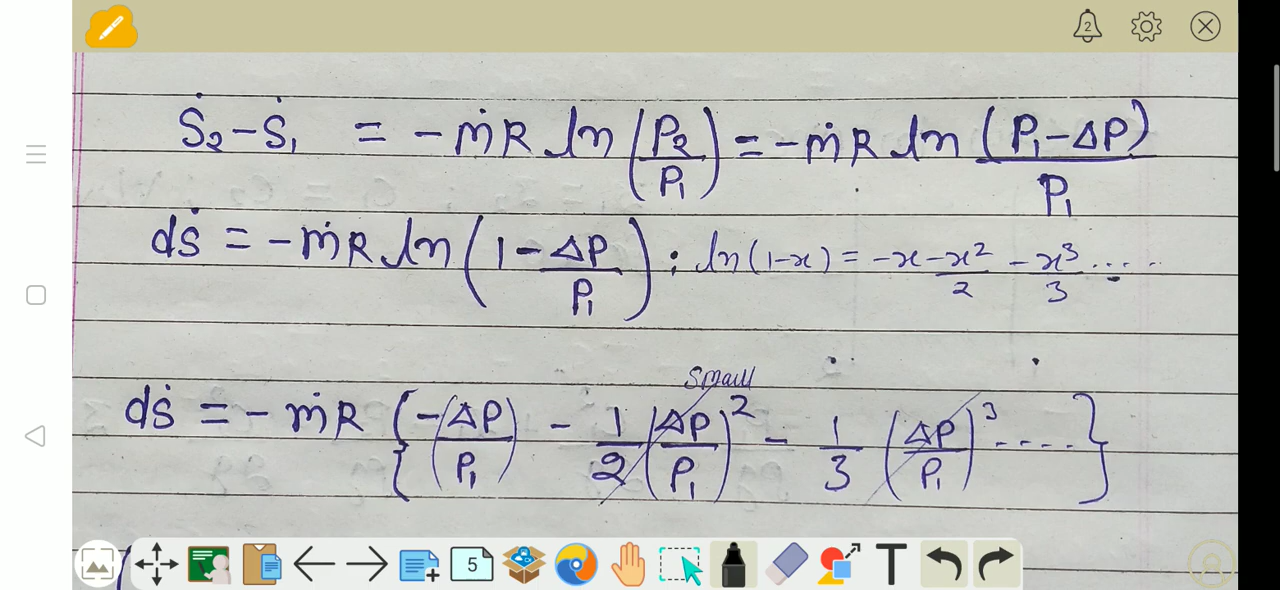 2
Ṡ₂ - Ṡ₁ = -ṁR ln (P₂/P₁) = -ṁR ln (P₁-ΔP)/P₁
dṡ = -ṁR ln (1 - ΔP/P₁) ; ln(1-x) = -x - x²/2 - x³/3 ....
small
dṡ = -ṁR {-(ΔP/P₁) - 1/2 (ΔP/P₁)² - 1/3 (ΔP/P₁)³ ....}
5 T